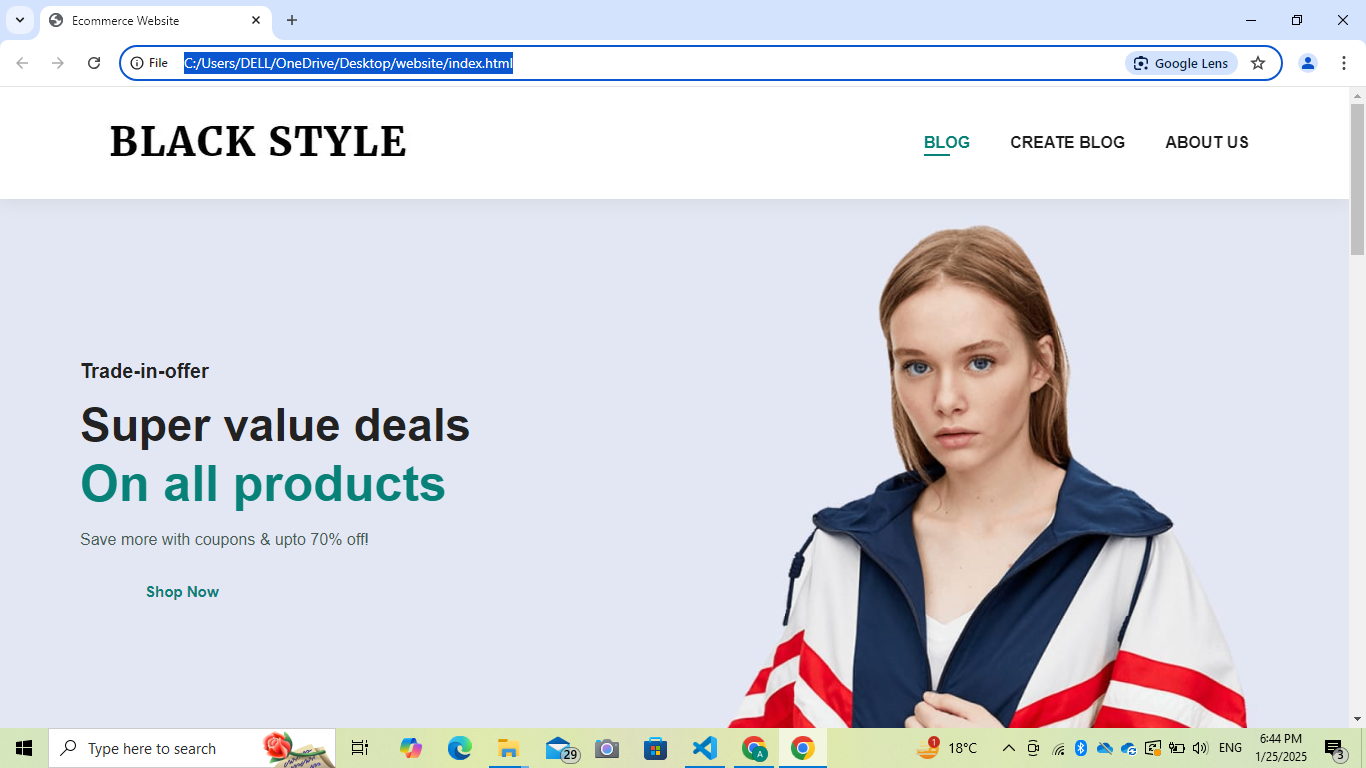 Ecommerce Website
File
C:/Users/DELL/OneDrive/Desktop/website/index.html
Google Lens
BLACK STYLE
BLOG
CREATE BLOG
ABOUT US
Trade-in-offer
Super value deals
On all products
Save more with coupons & upto 70% off!
Shop Now
Type here to search
29
A
1
18°C
ENG
6:44 PM
1/25/2025
3